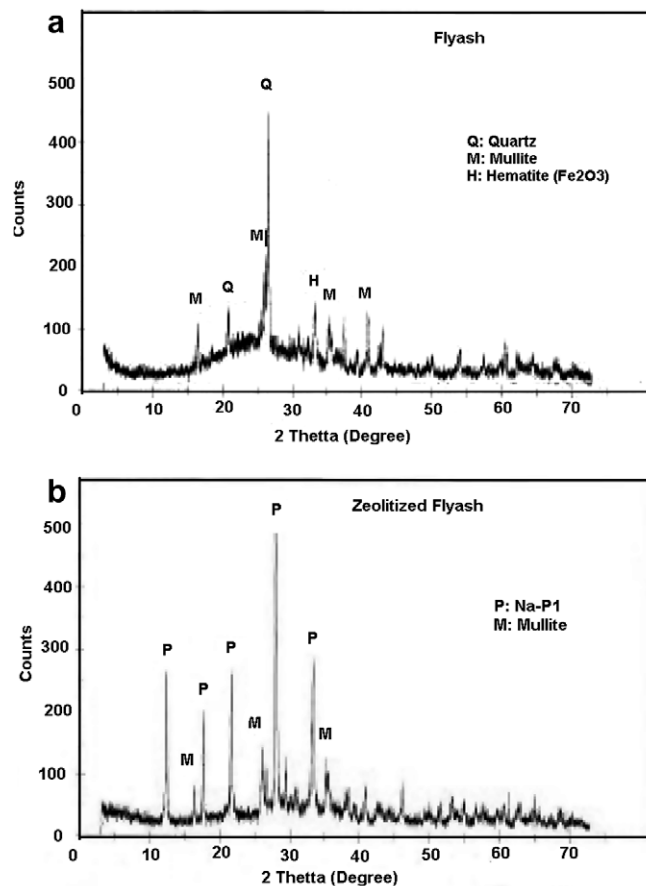 a
Flyash
500
Q
400
Q: Quartz
M: Mullite
H: Hematite (Fe2O3)
Counts
300
M
200
M
Q
H
M
M
100
0
0
10
20
30
40
50
60
70
2 Thetta (Degree)
b
Zeolitized Flyash
P
500
400
P: Na-P1
M: Mullite
Counts
300
P
P
P
P
200
M
M
M
100
0
0
10
20
30
40
50
60
70
2 Thetta (Degree)